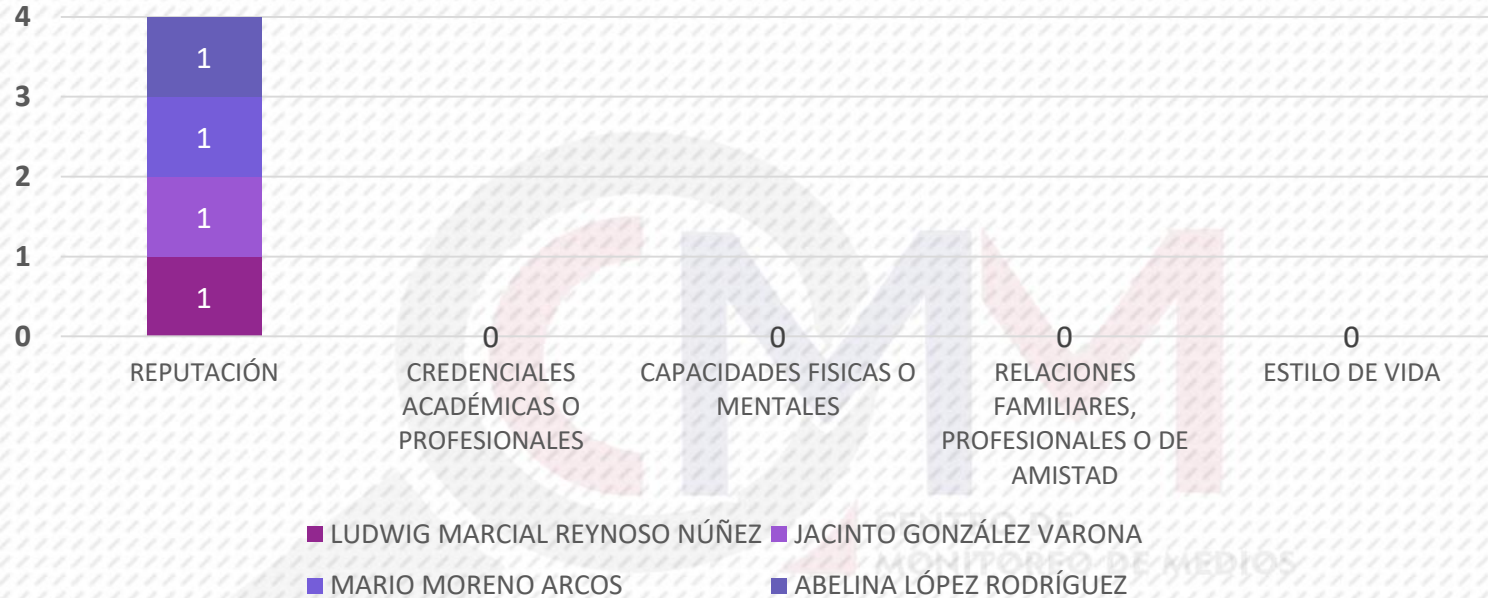 4
3
2
1
0
1
1
1
1
0
0
0
0
REPUTACIÓN
CREDENCIALES
ACADÉMICAS O
PROFESIONALES
CAPACIDADES FISICAS O
MENTALES
RELACIONES
FAMILIARES,
PROFESIONALES O DE
AMISTAD
ESTILO DE VIDA
LUDWIG MARCIAL REYNOSO NÚÑEZ
JACINTO GONZÁLEZ VARONA
MARIO MORENO ARCOS
ABELINA LÓPEZ RODRÍGUEZ
CMM
CENTRO DE
MONITOREO DE MEDIOS